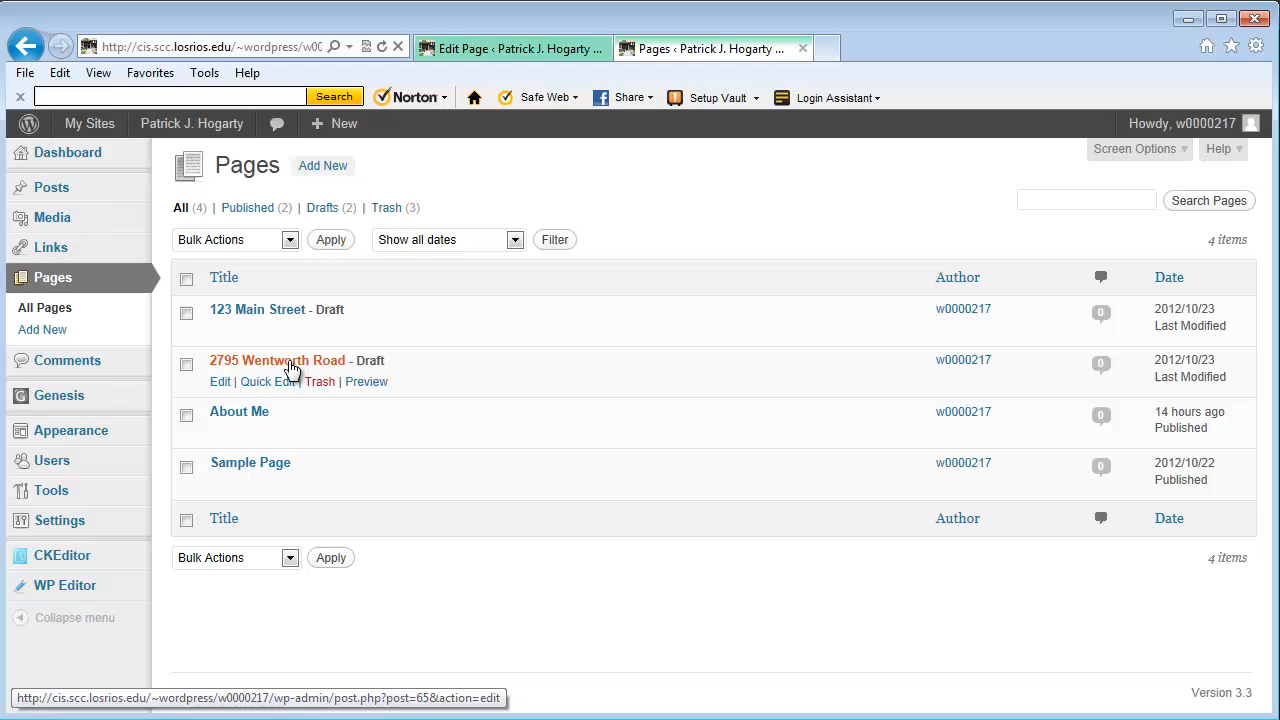 http://cis.scc.losrios.edu/~wordpress/w00
Edit Page ‹ Patrick J. Hogarty ...
Pages ‹ Patrick J. Hogarty ...
File Edit View Favorites Tools Help
Search Norton Safe Web Share Setup Vault Login Assistant
My Sites Patrick J. Hogarty New Howdy, w0000217
Dashboard
Posts
Media
Links
Pages
All Pages
Add New
Comments
Genesis
Appearance
Users
Tools
Settings
CKEditor
WP Editor
Collapse menu
Screen Options Help
Pages Add New
All (4) | Published (2) | Drafts (2) | Trash (3)
Search Pages
Bulk Actions Apply Show all dates Filter 4 items
Title Author Date
123 Main Street - Draft w0000217 0 2012/10/23
Last Modified
2795 Wentworth Road - Draft w0000217 0 2012/10/23
Last Modified
Edit | Quick Edit | Trash | Preview
About Me w0000217 0 14 hours ago
Published
Sample Page w0000217 0 2012/10/22
Published
Title Author Date
Bulk Actions Apply 4 items
http://cis.scc.losrios.edu/~wordpress/w0000217/wp-admin/post.php?post=65&action=edit
Version 3.3